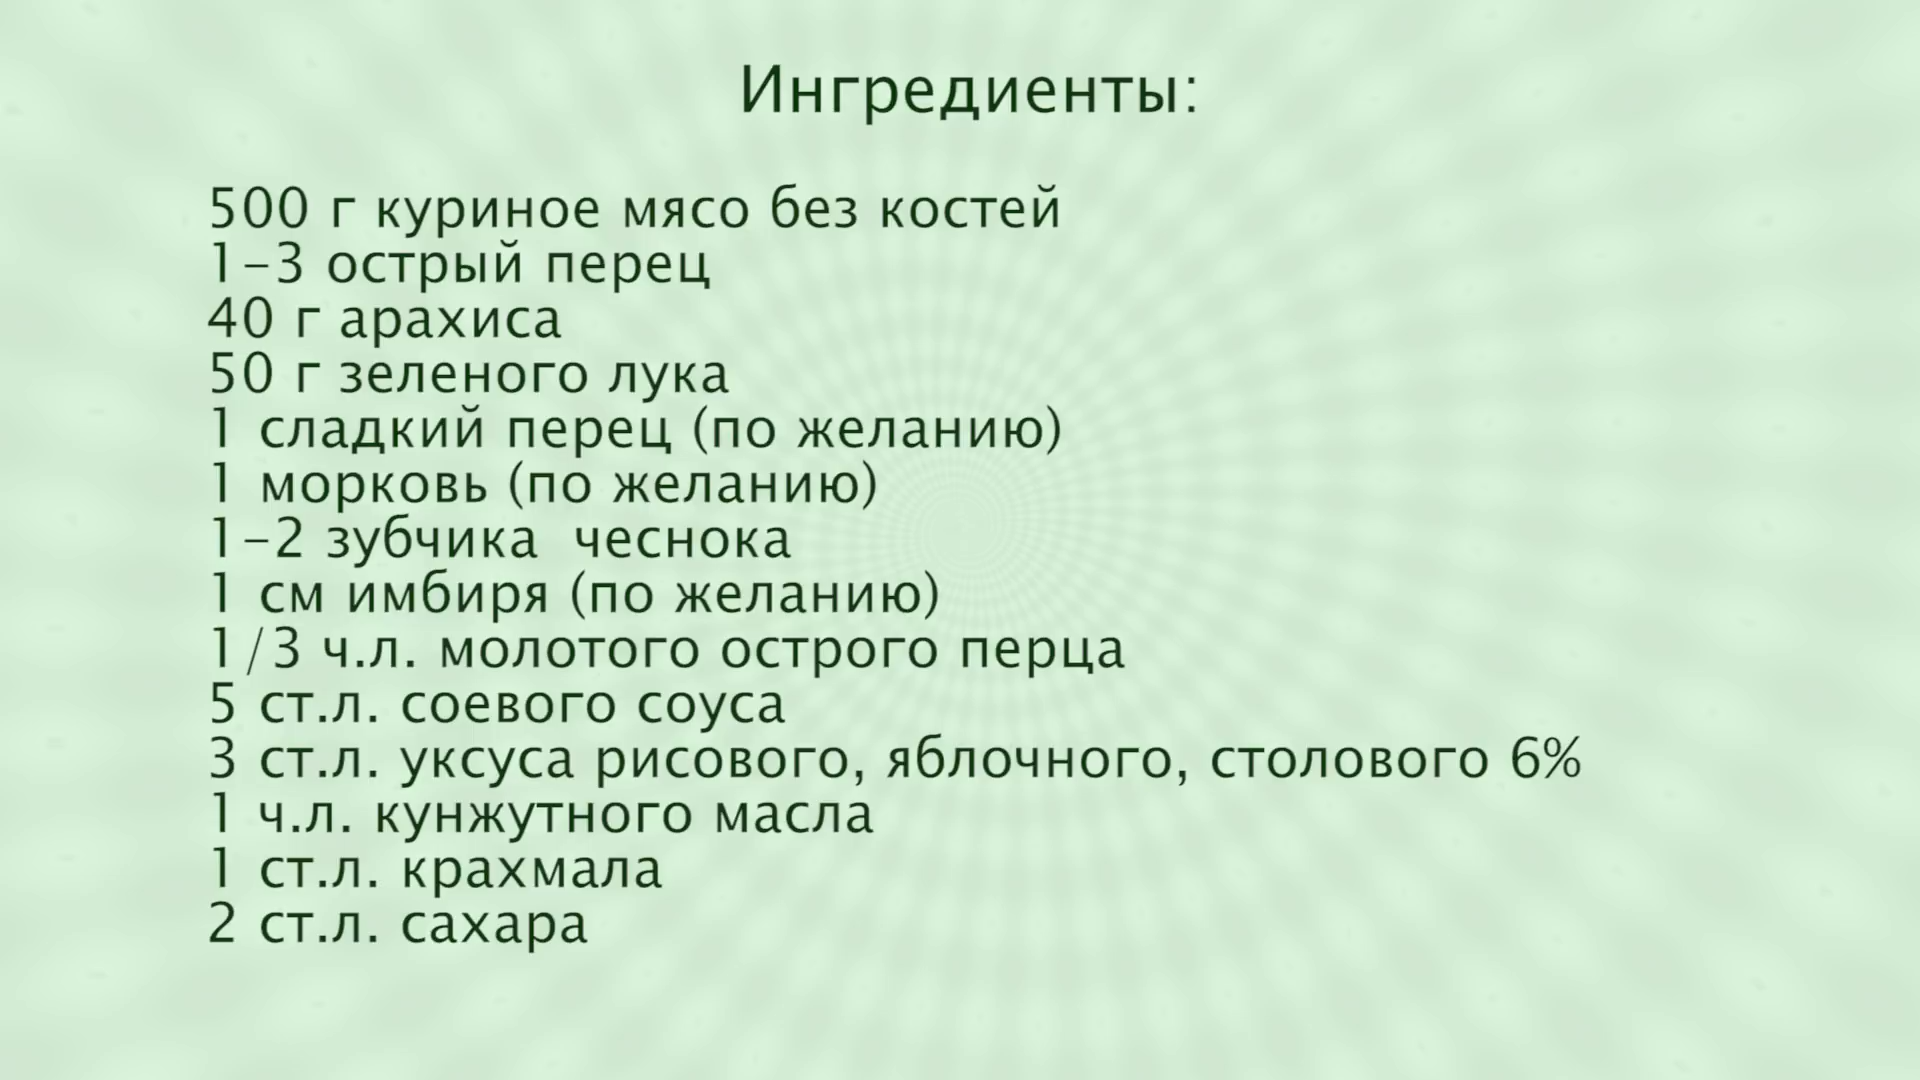 Ингредиенты:
500 г куриное мясо без костей
1-3 острый перец
40 г арахиса
50 г зеленого лука
1 сладкий перец (по желанию)
1 морковь (по желанию)
1-2 зубчика  чеснока
1 см имбиря (по желанию)
1/3 ч.л. молотого острого перца
5 ст.л. соевого соуса
3 ст.л. уксуса рисового, яблочного, столового 6%
1 ч.л. кунжутного масла
1 ст.л. крахмала
2 ст.л. сахара